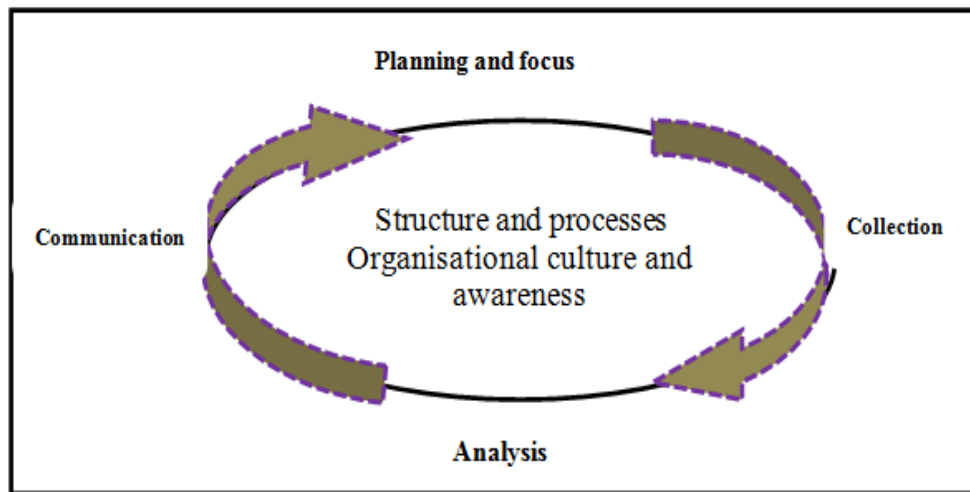 Planning and focus
Structure and processes
Organisational culture and
awareness
Communication
Collection
Analysis